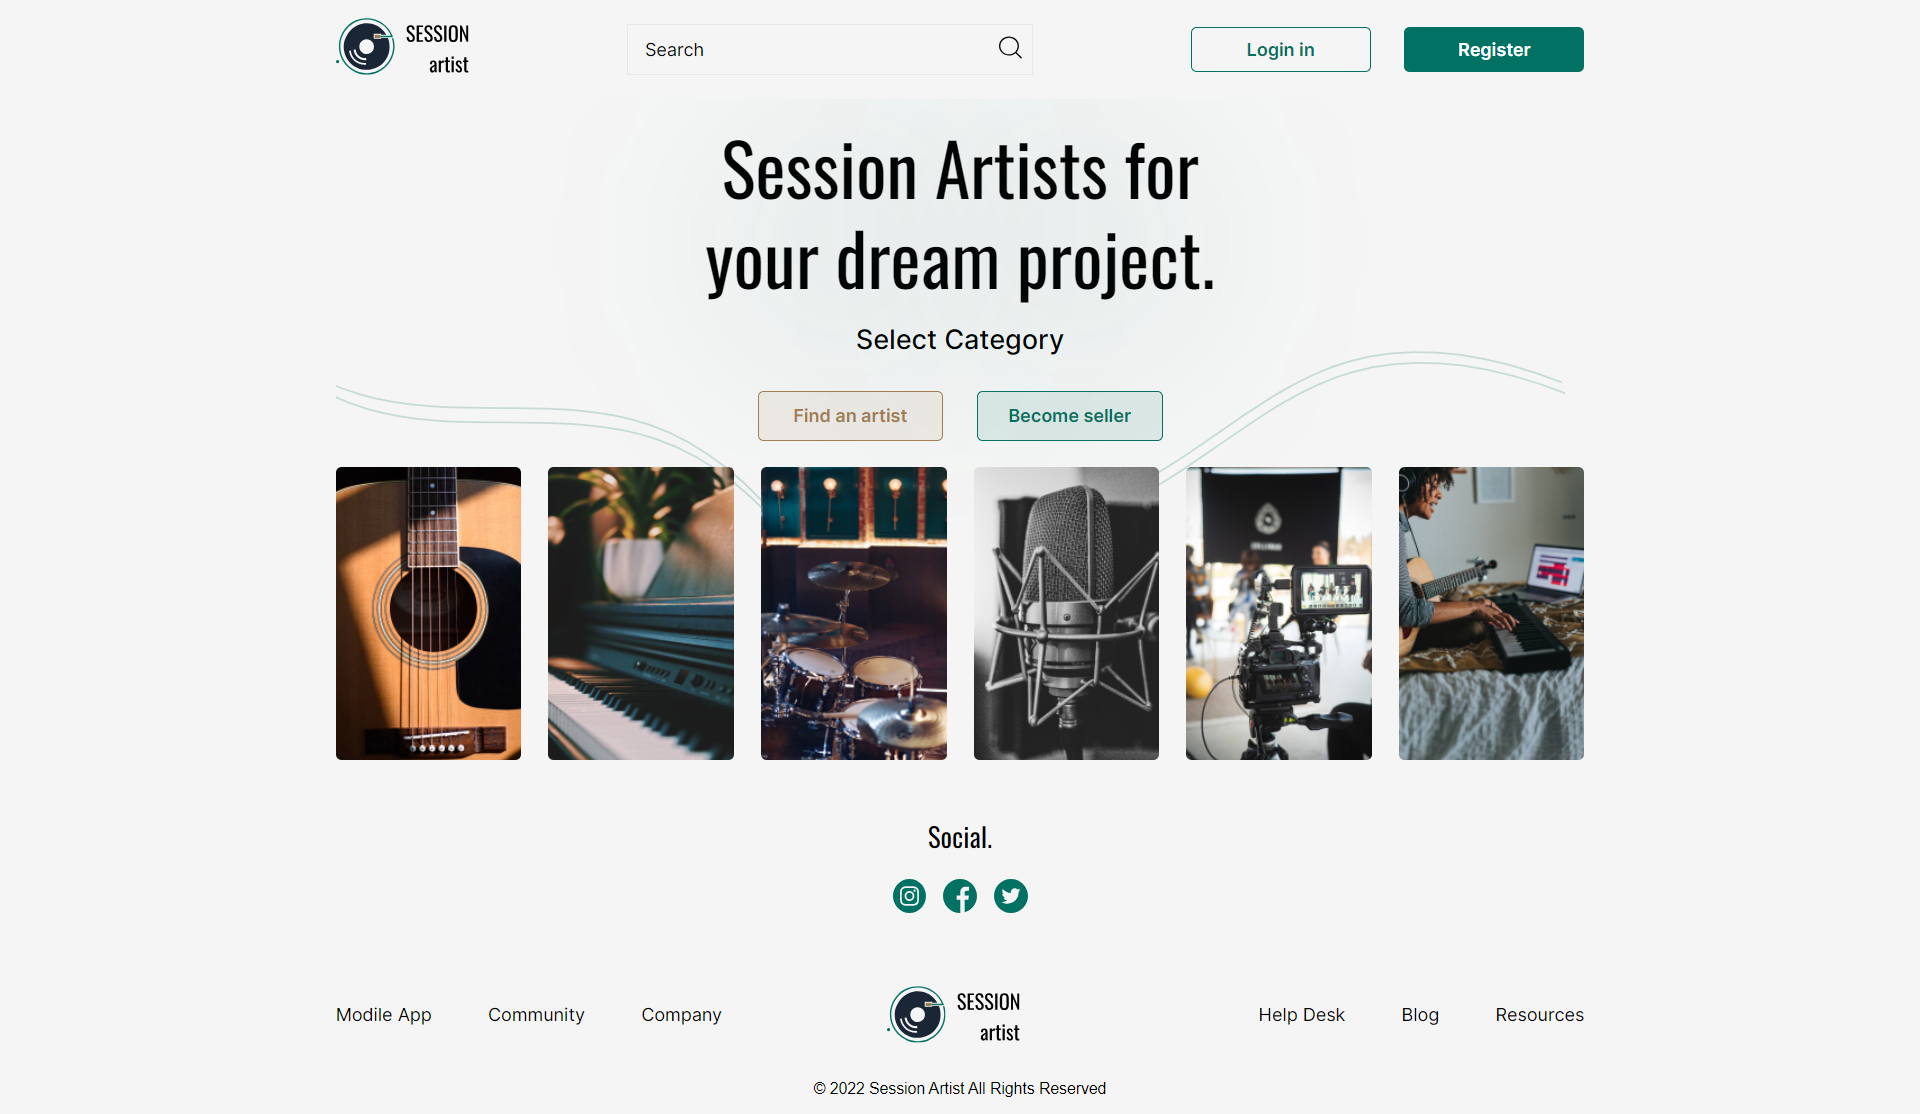 SESSION
artist
Search
Login in
Register
Session Artists for
your dream project.
Select Category
Find an artist
Become seller
Social.
Modile App
Community
Company
SESSION
artist
Help Desk
Blog
Resources
© 2022 Session Artist All Rights Reserved